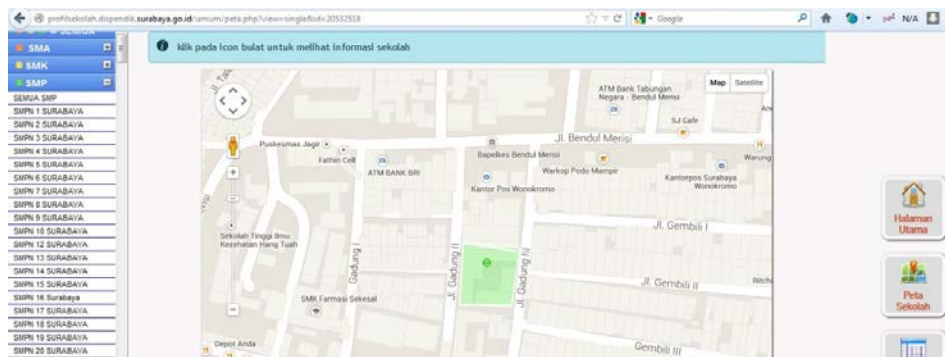 profilsekolah.dispendik.surabaya.go.id/umum/peta.php?view=single&id=20532518
Google
N/A
SEMUA
SMA
SMK
SMP
SEMUA SMP
SMPN 1 SURABAYA
SMPN 2 SURABAYA
SMPN 3 SURABAYA
SMPN 4 SURABAYA
SMPN 5 SURABAYA
SMPN 6 SURABAYA
SMPN 7 SURABAYA
SMPN 8 SURABAYA
SMPN 9 SURABAYA
SMPN 10 SURABAYA
SMPN 12 SURABAYA
SMPN 13 SURABAYA
SMPN 14 SURABAYA
SMPN 15 SURABAYA
SMPN 16 Surabaya
SMPN 17 SURABAYA
SMPN 18 SURABAYA
SMPN 19 SURABAYA
SMPN 20 SURABAYA
klik pada icon bulat untuk melihat informasi sekolah
Map
Satellite
ATM Bank Tabungan
Negara - Bendul Merisi
SJ Cafe
Jl. Bendul Merisi
Puskesmas Jagir
Fathin Cell
ATM BANK BRI
Bapelkes Bendul Merisi
Warkop Podo Mampir
Warung
Kantor Pos Wonokromo
Kantorpos Surabaya
Wonokromo
Jl. Gembili I
Sekolah Tinggi Ilmu
Kesehatan Hang Tuah
Gadung I
Jl. Gadung II
Jl. Gadung IV
Jl. Gembili II
SMK Farmasi Sekesal
Depot Anda
Gembili III
Halaman
Utama
Peta
Sekolah